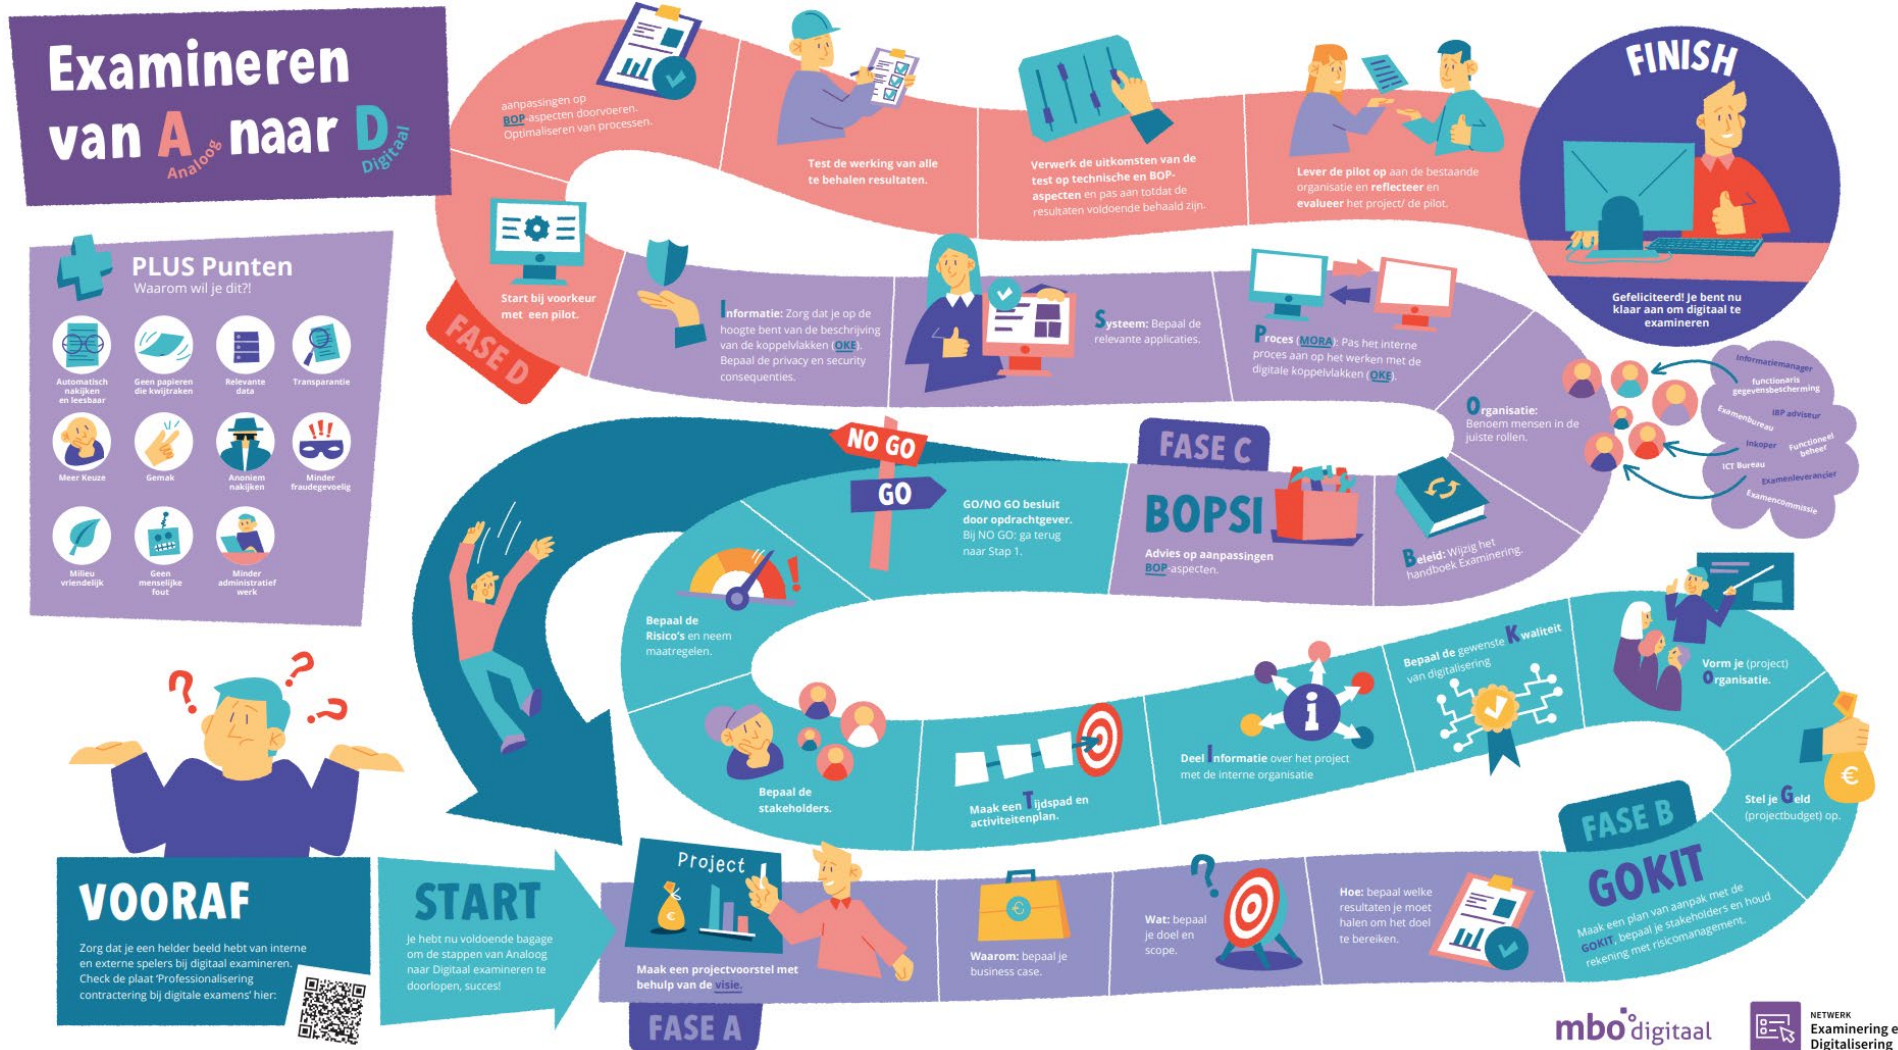 Examineren
van A naar D
Analoog
Digitaal
PLUS Punten
Waarom wil je dit?!
Automatisch
nakijken
en leesbaar
Geen papieren
die kwijtraken
Relevante
data
Transparantie
Meer Keuze
Gemak
Anoniem
nakijken
Minder
fraudegevoelig
Milieu
vriendelijk
Geen
menselijke
fout
Minder
administratief
werk
VOORAF
Zorg dat je een helder beeld hebt van interne
en externe spelers bij digitaal examineren.
Check de plaat 'Professionalisering
contractering bij digitale examens' hier:
START
Je hebt nu voldoende bagage
om de stappen van Analoog
naar Digitaal examineren te
doorlopen, succes!
Project
Maak een projectvoorstel met
behulp van de visie.
FASE A
Waarom: bepaal je
business case.
Wat: bepaal
je doel en
scope.
Hoe: bepaal welke
resultaten je moet
halen om het doel
te bereiken.
FASE B
GOKIT
Maak een plan van aanpak met de
GOKIT, bepaal je stakeholders en houd
rekening met risicomanagement.
Stel je Geld
(projectbudget) op.
Vorm je (project)
Organisatie.
Bepaal de gewenste Kwaliteit
van digitalisering
Deel Informatie over het project
met de interne organisatie
Maak een Tijdspad en
activiteitenplan.
Bepaal de
stakeholders.
Bepaal de
Risico's en neem
maatregelen.
NO GO
GO
GO/NO GO besluit
door opdrachtgever.
Bij NO GO: ga terug
naar Stap 1.
FASE C
BOPSI
Advies op aanpassingen
BOP-aspecten.
Beleid: Wijzig het
handboek Examinering.
Organisatie:
Benoem mensen in de
juiste rollen.
Informatiemanager
functionaris
gegevensbescherming
Examenbureau
IBP adviseur
Inkoper
Functioneel
beheer
ICT Bureau
Examenleverancier
Examencommissie
Proces (MORA): Pas het interne
proces aan op het werken met de
digitale koppelvlakken (OKE).
Systeem: Bepaal de
relevante applicaties.
Informatie: Zorg dat je op de
hoogte bent van de beschrijving
van de koppelvlakken (OKE).
Bepaal de privacy en security
consequenties.
FASE D
Start bij voorkeur
met een pilot.
aanpassingen op
BOP-aspecten doorvoeren.
Optimaliseren van processen.
Test de werking van alle
te behalen resultaten.
Verwerk de uitkomsten van de
test op technische en BOP-
aspecten en pas aan totdat de
resultaten voldoende behaald zijn.
Lever de pilot op aan de bestaande
organisatie en reflecteer en
evalueer het project/ de pilot.
FINISH
Gefeliciteerd! Je bent nu
klaar aan om digitaal te
examineren
mbo digitaal
NETWERK
Examinering e
Digitalisering